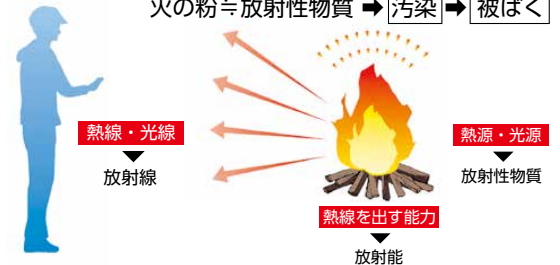 火の粉≒放射性物質 ➡ 汚染 ➡ 被ばく
熱線・光線
放射線
熱源・光源
放射性物質
熱線を出す能力
放射能